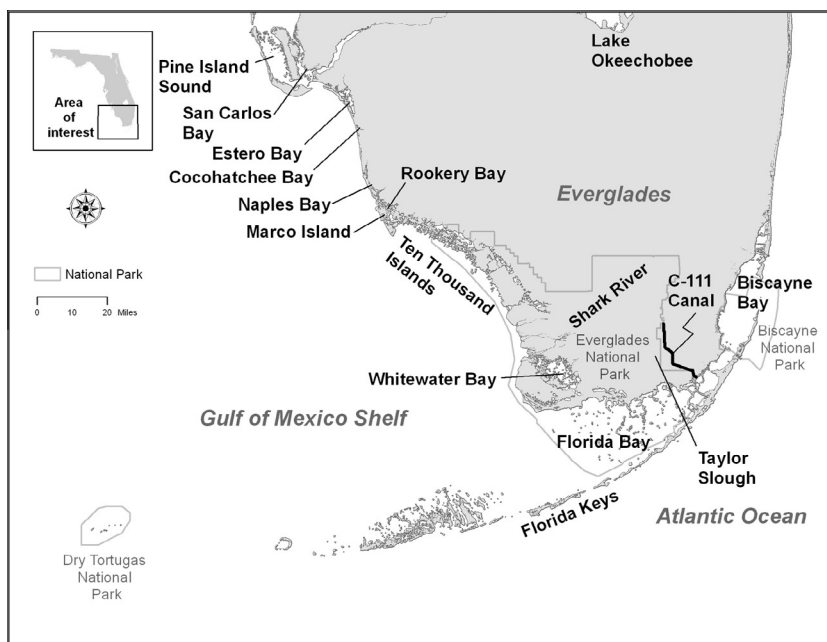 Lake
Okeechobee
Pine Island
Sound
Area
of
interest
San Carlos
Bay
Estero Bay
Cocohatchee Bay
Rookery Bay
Naples Bay
Everglades
Marco Island
Ten Thousand
Islands
National Park
0 10 20 Miles
Shark River
C-111
Canal
Biscayne
Bay
Biscayne
National
Park
Everglades
National
Park
Whitewater Bay
Gulf of Mexico Shelf
Florida Bay
Taylor
Slough
Florida Keys
Atlantic Ocean
Dry Tortugas
National
Park